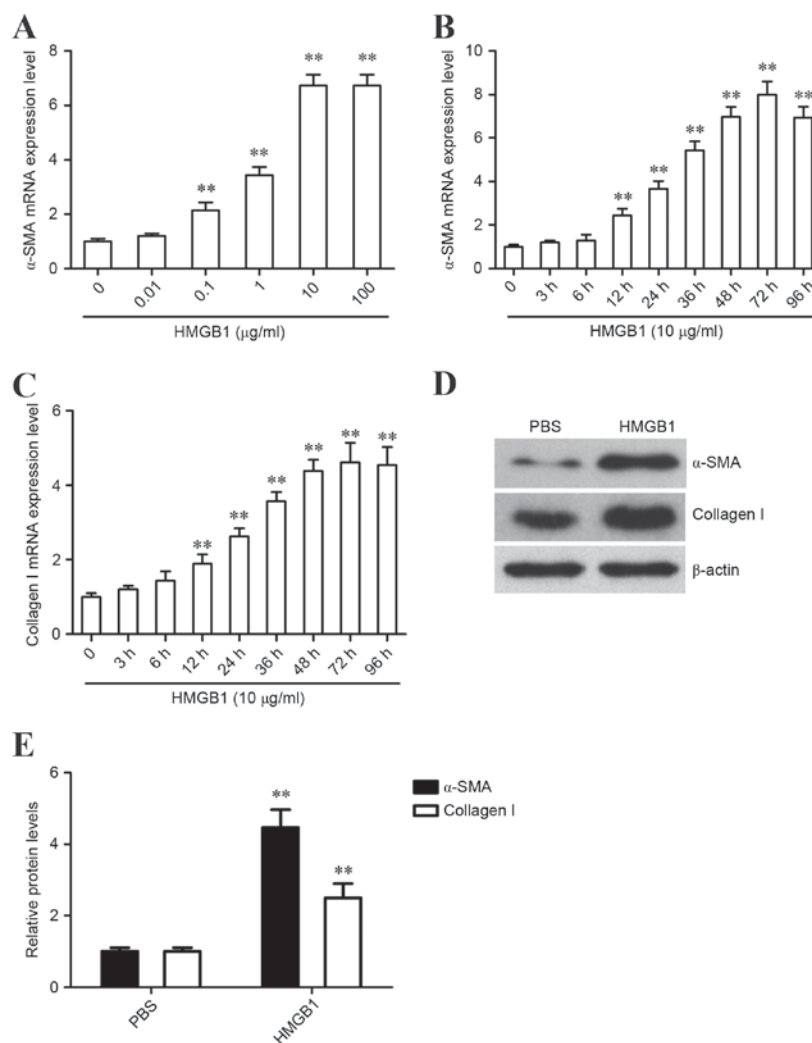 A
α-SMA mRNA expression level
8
6
4
2
0
** ** ** **
0 0.01 0.1 1 10 100
HMGB1 (μg/ml)
B
α-SMA mRNA expression level
10
8
6
4
2
0
** ** ** ** ** **
0 3 h 6 h 12 h 24 h 36 h 48 h 72 h 96 h
HMGB1 (10 μg/ml)
C
Collagen I mRNA expression level
6
4
2
0
** ** ** ** ** **
0 3 h 6 h 12 h 24 h 36 h 48 h 72 h 96 h
HMGB1 (10 μg/ml)
D
PBS HMGB1
α-SMA
Collagen I
β-actin
E
Relative protein levels
6
4
2
0
** **
PBS HMGB1
α-SMA
Collagen I